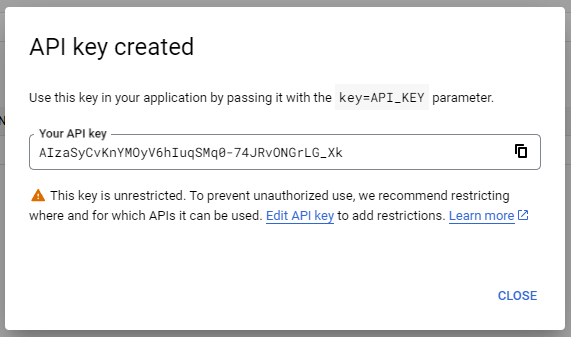 API key created
Use this key in your application by passing it with the key=API_KEY parameter.
Your API key
AIzaSyCvKnYMOyV6hIuqSMq0-74JRvONGrLG_Xk
This key is unrestricted. To prevent unauthorized use, we recommend restricting
where and for which APIs it can be used. Edit API key to add restrictions. Learn more
CLOSE